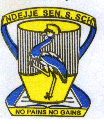 NDEJJE SEN. S. SCH
NO PAINS NO GAINS